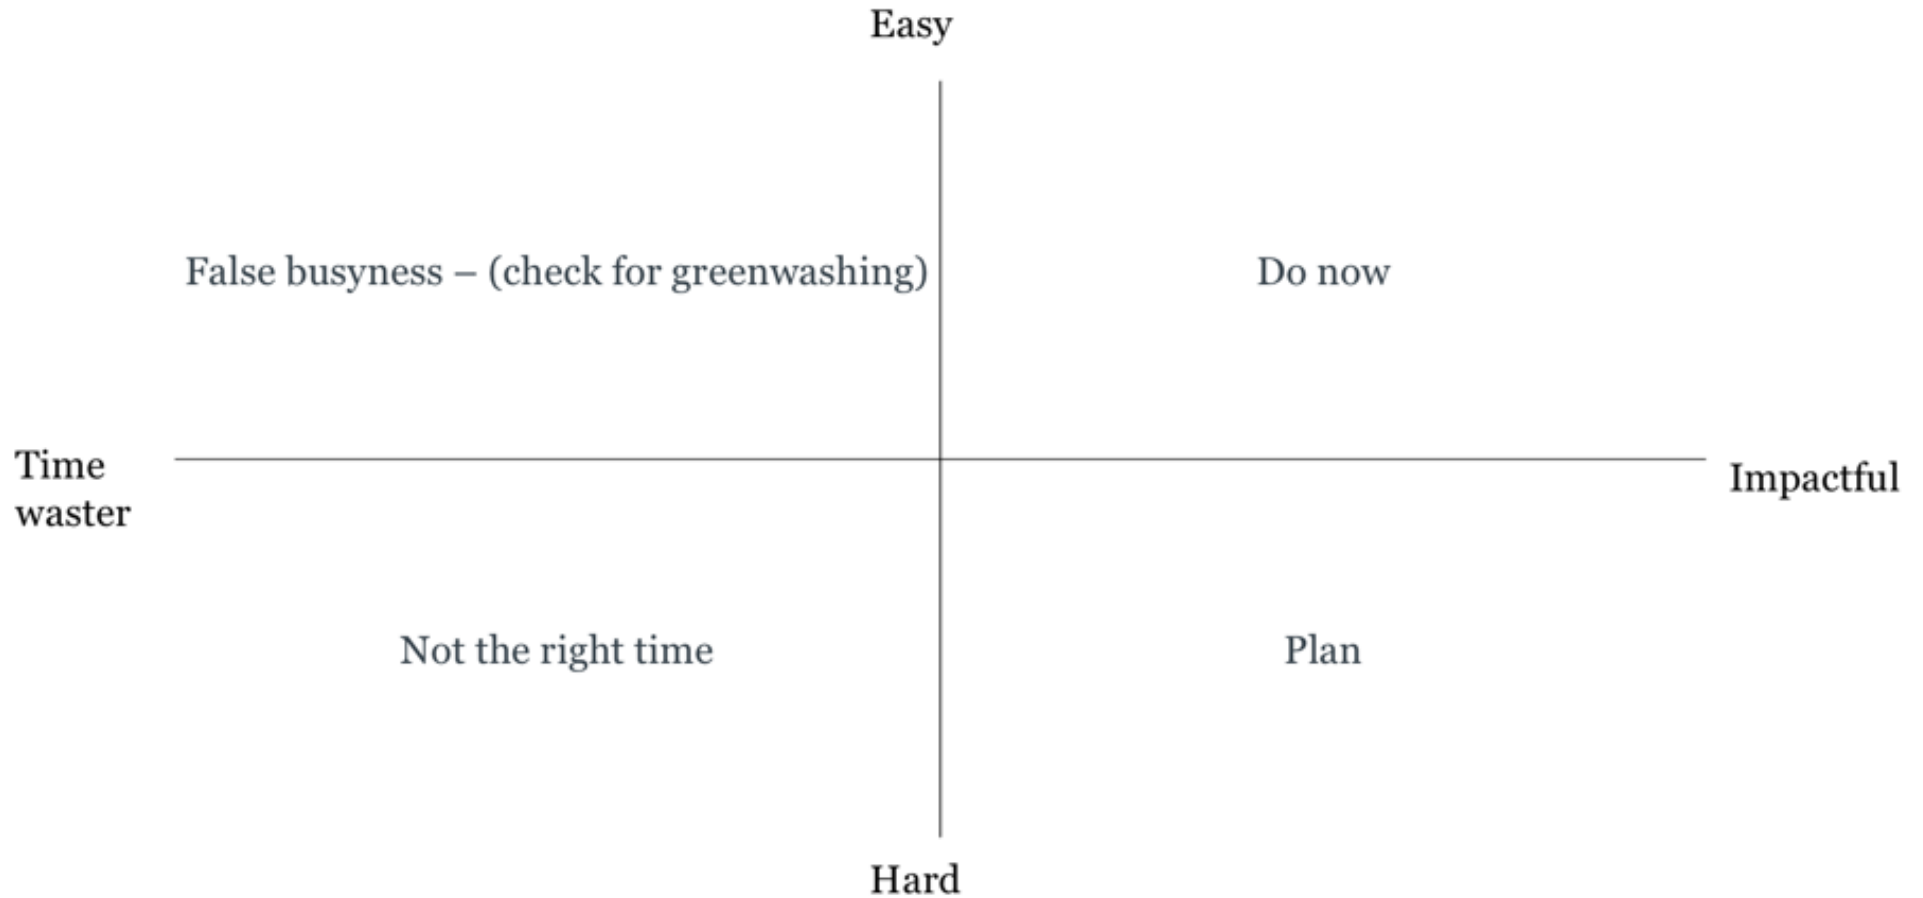 Easy
False busyness – (check for greenwashing)
Do now
Time
waster
Impactful
Not the right time
Plan
Hard